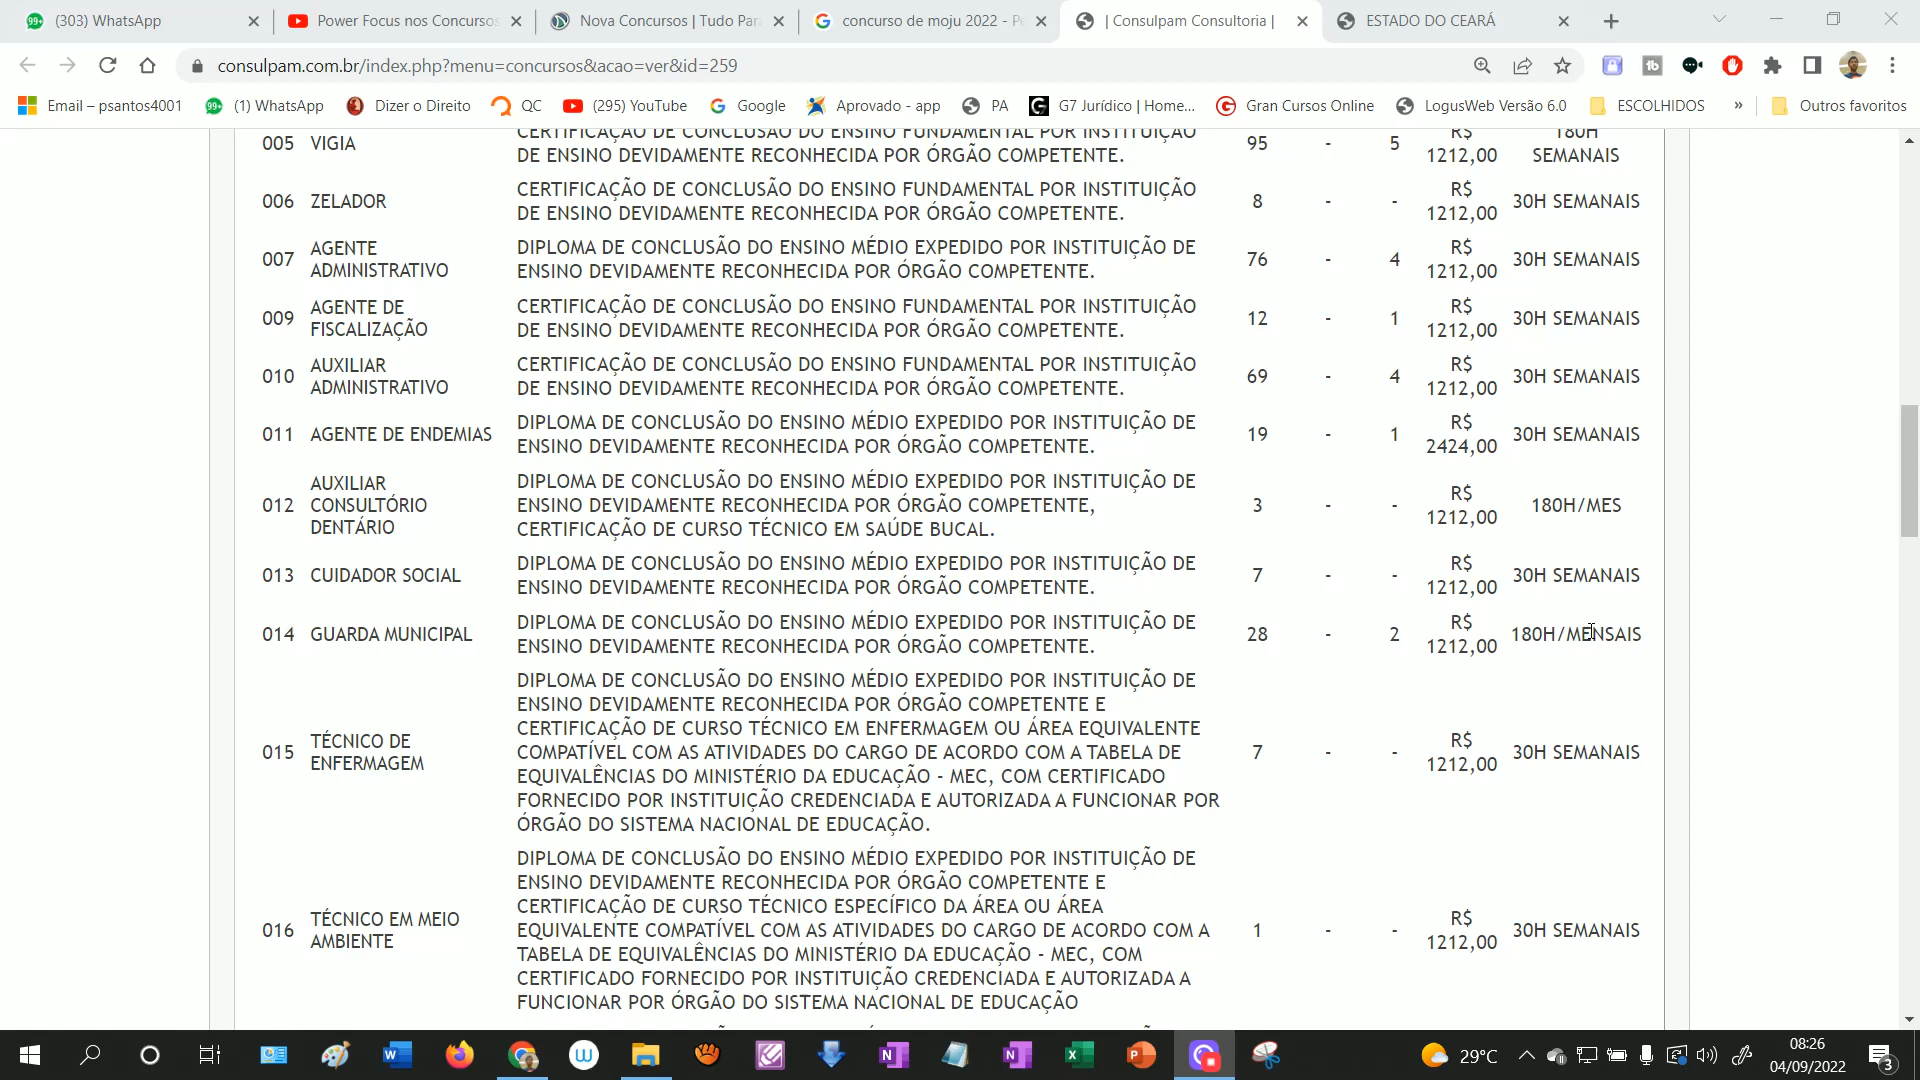 (303) WhatsApp
Power Focus nos Concursos
Nova Concursos | Tudo Par
concurso de moju 2022 - Pe
| Consulpam Consultoria |
ESTADO DO CEARÁ
consulpam.com.br/index.php?menu=concursos&acao=ver&id=259
Email – psantos4001
(1) WhatsApp
Dizer o Direito
QC
(295) YouTube
Google
Aprovado - app
PA
G7 Jurídico | Home...
Gran Cursos Online
LogusWeb Versão 6.0
ESCOLHIDOS
»
Outros favoritos
005 VIGIA CERTIFICAÇÃO DE CONCLUSÃO DO ENSINO FUNDAMENTAL POR INSTITUIÇÃO
DE ENSINO DEVIDAMENTE RECONHECIDA POR ÓRGÃO COMPETENTE. 95 - 5 R$ 1212,00 180H SEMANAIS
006 ZELADOR CERTIFICAÇÃO DE CONCLUSÃO DO ENSINO FUNDAMENTAL POR INSTITUIÇÃO
DE ENSINO DEVIDAMENTE RECONHECIDA POR ÓRGÃO COMPETENTE. 8 - - R$ 1212,00 30H SEMANAIS
007 AGENTE ADMINISTRATIVO DIPLOMA DE CONCLUSÃO DO ENSINO MÉDIO EXPEDIDO POR INSTITUIÇÃO DE
ENSINO DEVIDAMENTE RECONHECIDA POR ÓRGÃO COMPETENTE. 76 - 4 R$ 1212,00 30H SEMANAIS
009 AGENTE DE FISCALIZAÇÃO CERTIFICAÇÃO DE CONCLUSÃO DO ENSINO FUNDAMENTAL POR INSTITUIÇÃO
DE ENSINO DEVIDAMENTE RECONHECIDA POR ÓRGÃO COMPETENTE. 12 - 1 R$ 1212,00 30H SEMANAIS
010 AUXILIAR ADMINISTRATIVO CERTIFICAÇÃO DE CONCLUSÃO DO ENSINO FUNDAMENTAL POR INSTITUIÇÃO
DE ENSINO DEVIDAMENTE RECONHECIDA POR ÓRGÃO COMPETENTE. 69 - 4 R$ 1212,00 30H SEMANAIS
011 AGENTE DE ENDEMIAS DIPLOMA DE CONCLUSÃO DO ENSINO MÉDIO EXPEDIDO POR INSTITUIÇÃO DE
ENSINO DEVIDAMENTE RECONHECIDA POR ÓRGÃO COMPETENTE. 19 - 1 R$ 2424,00 30H SEMANAIS
012 AUXILIAR CONSULTÓRIO DENTÁRIO DIPLOMA DE CONCLUSÃO DO ENSINO MÉDIO EXPEDIDO POR INSTITUIÇÃO DE
ENSINO DEVIDAMENTE RECONHECIDA POR ÓRGÃO COMPETENTE,
CERTIFICAÇÃO DE CURSO TÉCNICO EM SAÚDE BUCAL. 3 - - R$ 1212,00 180H/MES
013 CUIDADOR SOCIAL DIPLOMA DE CONCLUSÃO DO ENSINO MÉDIO EXPEDIDO POR INSTITUIÇÃO DE
ENSINO DEVIDAMENTE RECONHECIDA POR ÓRGÃO COMPETENTE. 7 - - R$ 1212,00 30H SEMANAIS
014 GUARDA MUNICIPAL DIPLOMA DE CONCLUSÃO DO ENSINO MÉDIO EXPEDIDO POR INSTITUIÇÃO DE
ENSINO DEVIDAMENTE RECONHECIDA POR ÓRGÃO COMPETENTE. 28 - 2 R$ 1212,00 180H/MENSAIS
015 TÉCNICO DE ENFERMAGEM DIPLOMA DE CONCLUSÃO DO ENSINO MÉDIO EXPEDIDO POR INSTITUIÇÃO DE
ENSINO DEVIDAMENTE RECONHECIDA POR ÓRGÃO COMPETENTE E
CERTIFICAÇÃO DE CURSO TÉCNICO EM ENFERMAGEM OU ÁREA EQUIVALENTE
COMPATÍVEL COM AS ATIVIDADES DO CARGO DE ACORDO COM A TABELA DE
EQUIVALÊNCIAS DO MINISTÉRIO DA EDUCAÇÃO - MEC, COM CERTIFICADO
FORNECIDO POR INSTITUIÇÃO CREDENCIADA E AUTORIZADA A FUNCIONAR POR
ÓRGÃO DO SISTEMA NACIONAL DE EDUCAÇÃO. 7 - - R$ 1212,00 30H SEMANAIS
016 TÉCNICO EM MEIO AMBIENTE DIPLOMA DE CONCLUSÃO DO ENSINO MÉDIO EXPEDIDO POR INSTITUIÇÃO DE
ENSINO DEVIDAMENTE RECONHECIDA POR ÓRGÃO COMPETENTE E
CERTIFICAÇÃO DE CURSO TÉCNICO ESPECÍFICO DA ÁREA OU ÁREA
EQUIVALENTE COMPATÍVEL COM AS ATIVIDADES DO CARGO DE ACORDO COM A
TABELA DE EQUIVALÊNCIAS DO MINISTÉRIO DA EDUCAÇÃO - MEC, COM
CERTIFICADO FORNECIDO POR INSTITUIÇÃO CREDENCIADA E AUTORIZADA A
FUNCIONAR POR ÓRGÃO DO SISTEMA NACIONAL DE EDUCAÇÃO 1 - - R$ 1212,00 30H SEMANAIS
29°C
08:26
04/09/2022
3